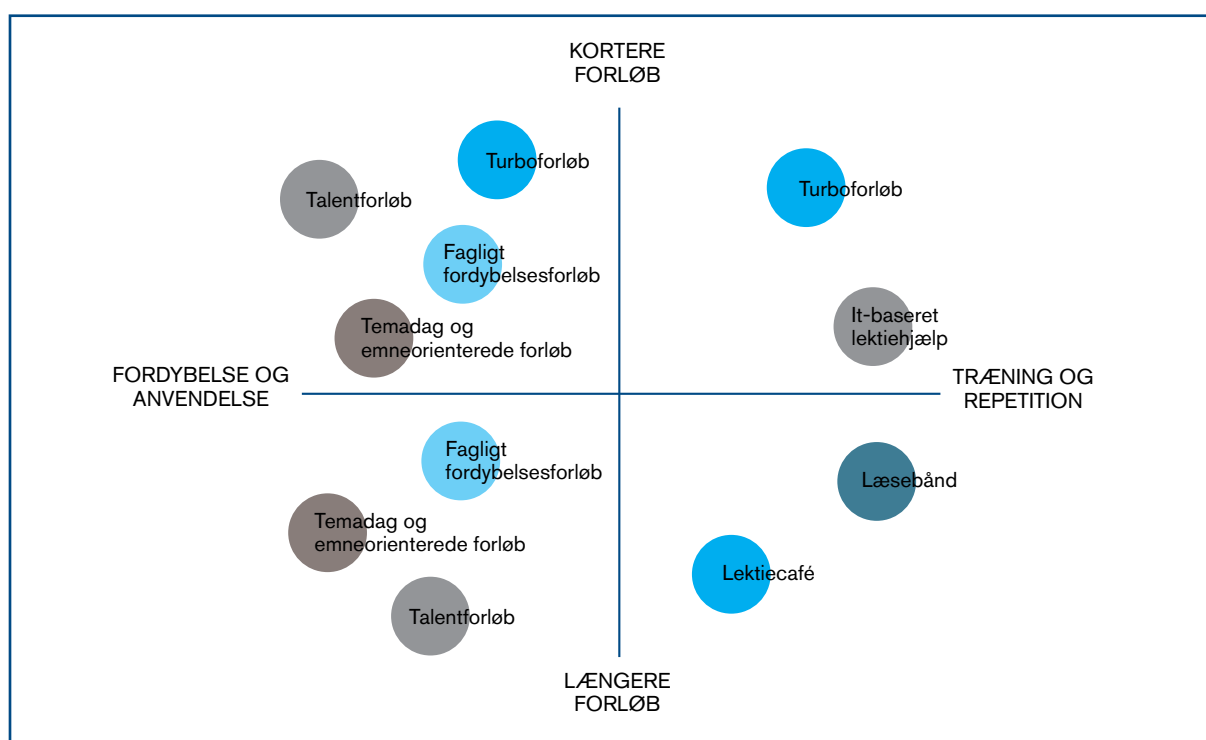 KORTERE
FORLØB
Turboforløb
Talentforløb
Turboforløb
Fagligt
fordybelsesforløb
Temadag og
emneorienterede forløb
It-baseret
lektiehjælp
FORDYBELSE OG
ANVENDELSE
TRÆNING OG
REPETITION
Fagligt
fordybelsesforløb
Læsebånd
Temadag og
emneorienterede forløb
Lektiecafé
Talentforløb
LÆNGERE
FORLØB